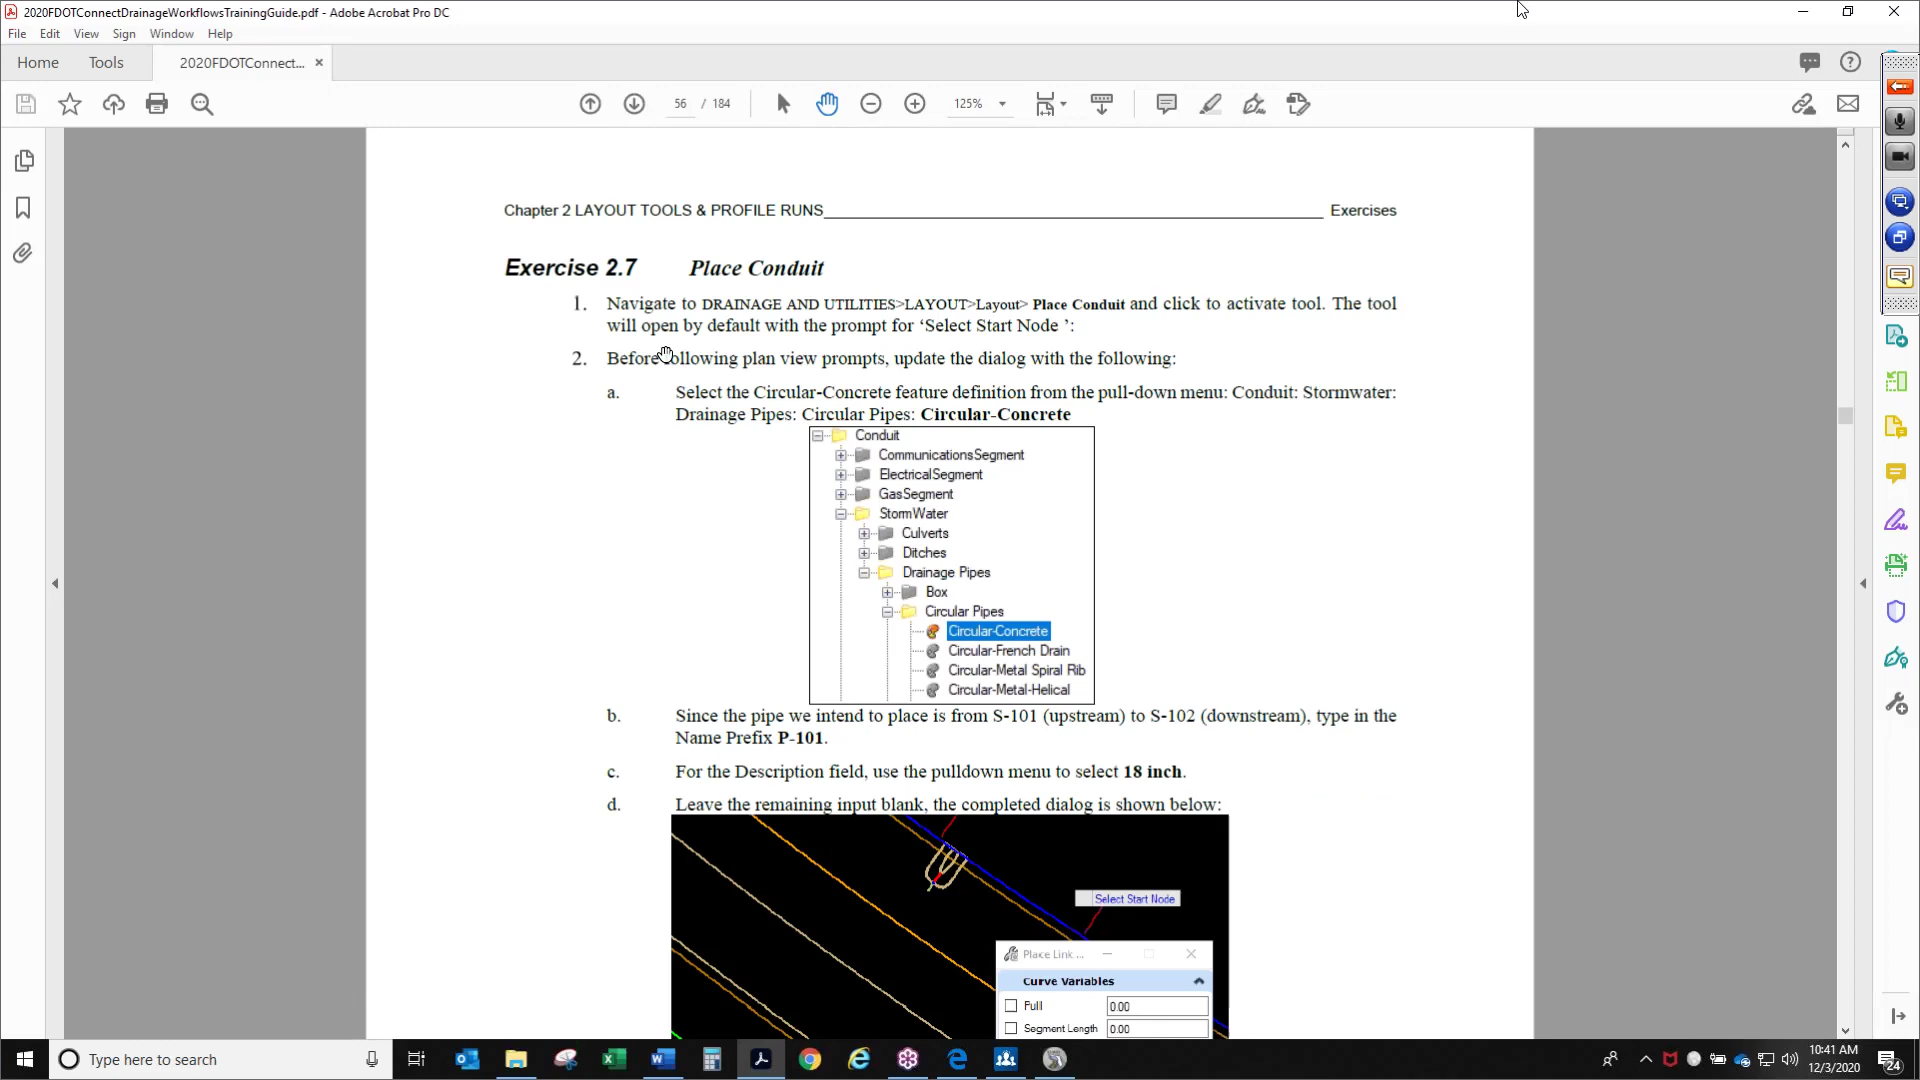 2020FDOTConnectDrainageWorkflowsTrainingGuide.pdf - Adobe Acrobat Pro DC
File Edit View Sign Window Help
Home Tools 2020FDOTConnect... ×
56 / 184 125%
Chapter 2 LAYOUT TOOLS & PROFILE RUNS Exercises
Exercise 2.7 Place Conduit
1. Navigate to DRAINAGE AND UTILITIES>LAYOUT>Layout> Place Conduit and click to activate tool. The tool
will open by default with the prompt for ‘Select Start Node ’:
2. Before following plan view prompts, update the dialog with the following:
a. Select the Circular-Concrete feature definition from the pull-down menu: Conduit: Stormwater:
Drainage Pipes: Circular Pipes: Circular-Concrete
Conduit
CommunicationsSegment
ElectricalSegment
GasSegment
StormWater
Culverts
Ditches
Drainage Pipes
Box
Circular Pipes
Circular-Concrete
Circular-French Drain
Circular-Metal Spiral Rib
Circular-Metal-Helical
b. Since the pipe we intend to place is from S-101 (upstream) to S-102 (downstream), type in the
Name Prefix P-101.
c. For the Description field, use the pulldown menu to select 18 inch.
d. Leave the remaining input blank, the completed dialog is shown below:
Select Start Node
Place Link ...
Curve Variables
Full 0.00
Segment Length 0.00
Type here to search
10:41 AM
12/3/2020
24